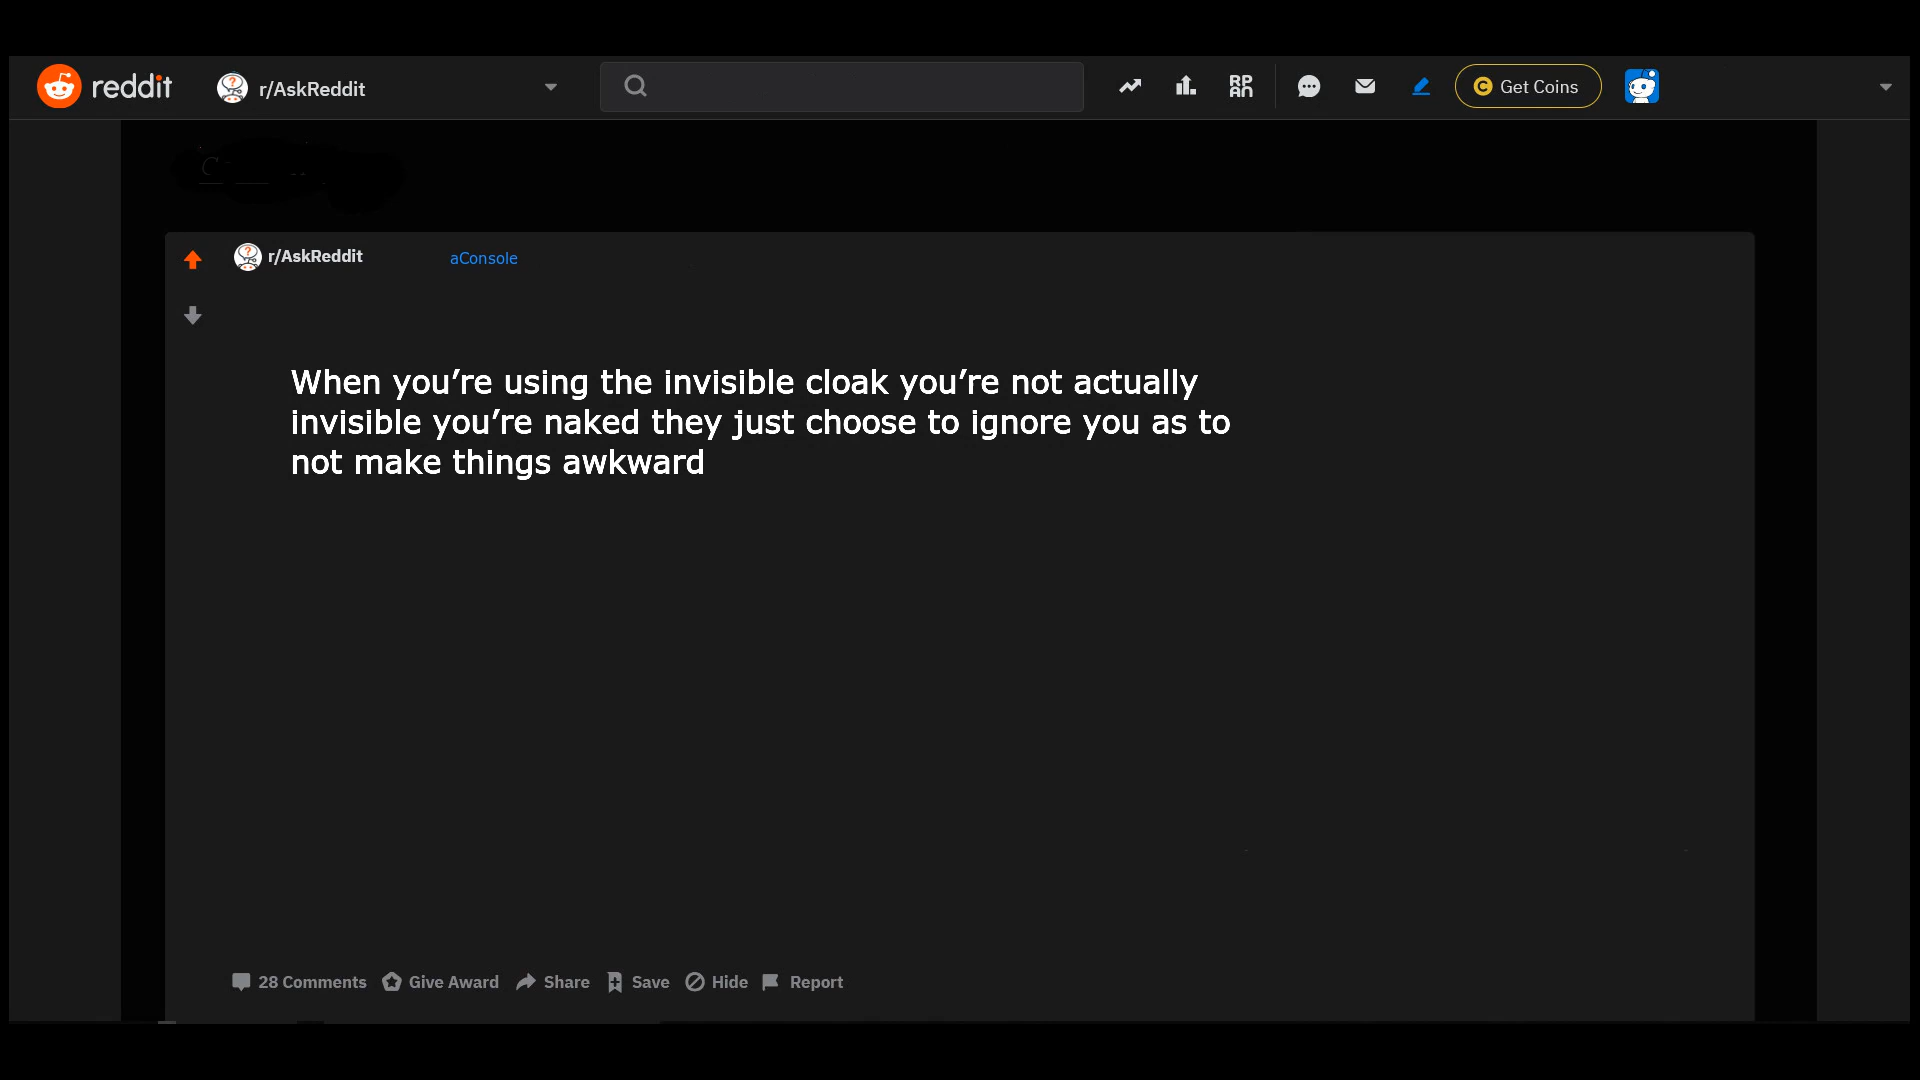 reddit r/AskReddit RPAN Get Coins
r/AskReddit aConsole
When you’re using the invisible cloak you’re not actually
invisible you’re naked they just choose to ignore you as to
not make things awkward
28 Comments Give Award Share Save Hide Report